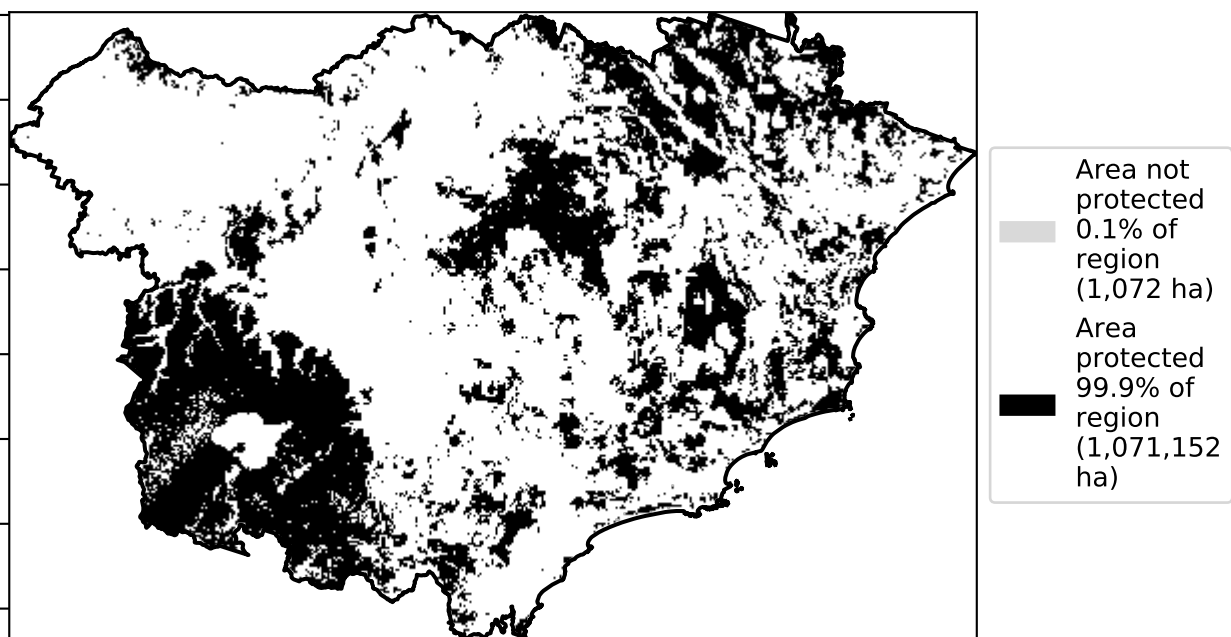 Area not
protected
0.1% of
region
(1,072 ha)
Area
protected
99.9% of
region
(1,071,152
ha)